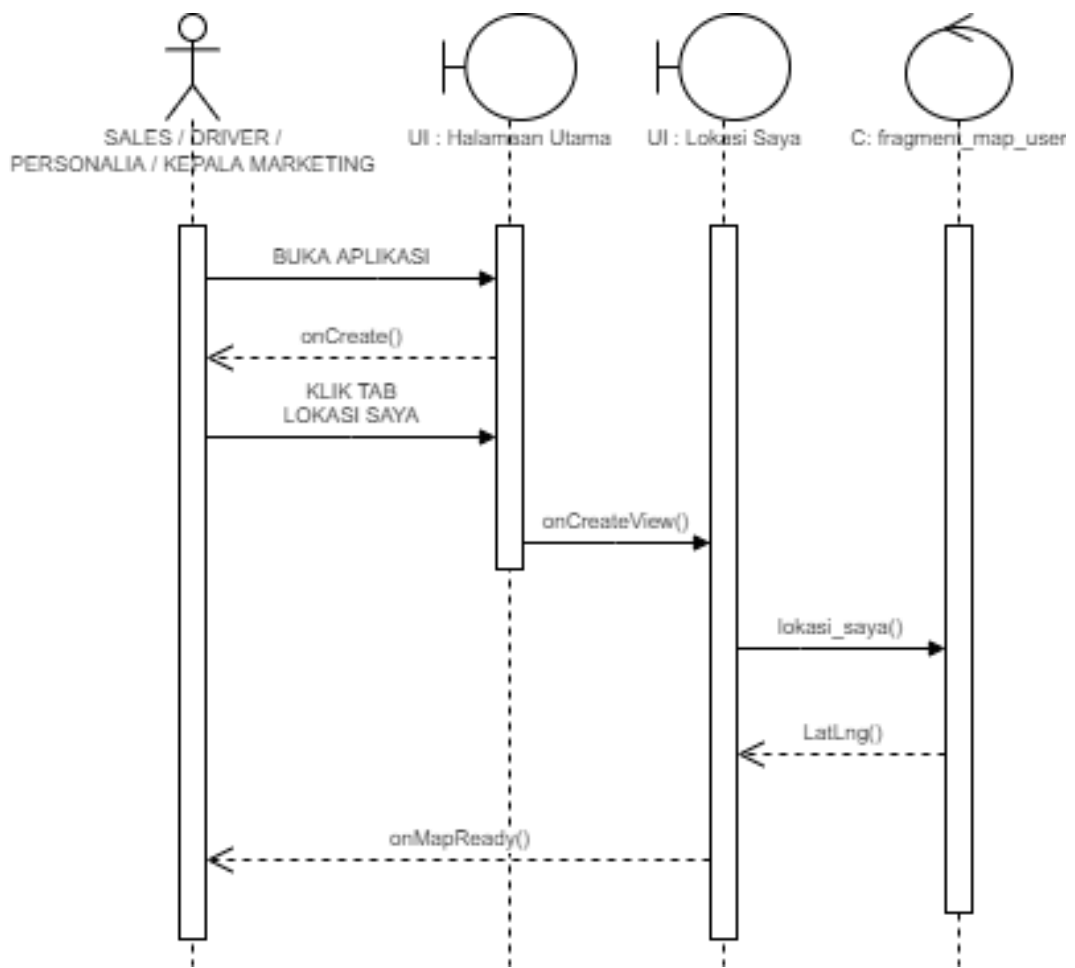 SALES / DRIVER /
PERSONALIA / KEPALA MARKETING
UI : Halamaan Utama
UI : Lokasi Saya
C: fragment_map_user
BUKA APLIKASI
onCreate()
KLIK TAB
LOKASI SAYA
onCreateView()
lokasi_saya()
LatLng()
onMapReady()